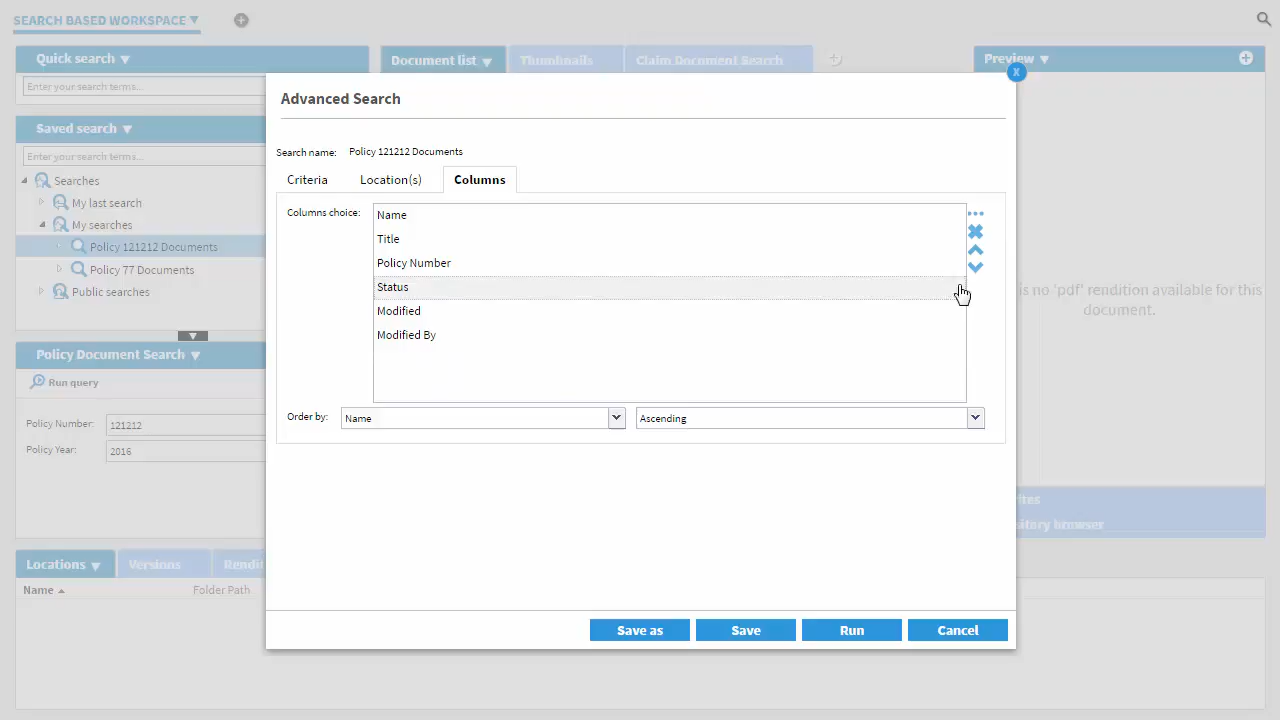 SEARCH BASED WORKSPACE
Quick search
Document list
Thumbnails
Claim Document Search
Preview
Enter your search terms...
X
Advanced Search
Saved search
Enter your search terms...
Searches
My last search
My searches
Policy 121212 Documents
Policy 77 Documents
Public searches
Search name: Policy 121212 Documents
Criteria
Location(s)
Columns
Columns choice:
Name
Title
Policy Number
Status
Modified
Modified By
Order by: Name Ascending
is no 'pdf' rendition available for this
document.
Policy Document Search
Run query
Policy Number: 121212
Policy Year: 2016
Locations
Versions
Rendit
Name
Folder Path
sitory browser
Save as
Save
Run
Cancel